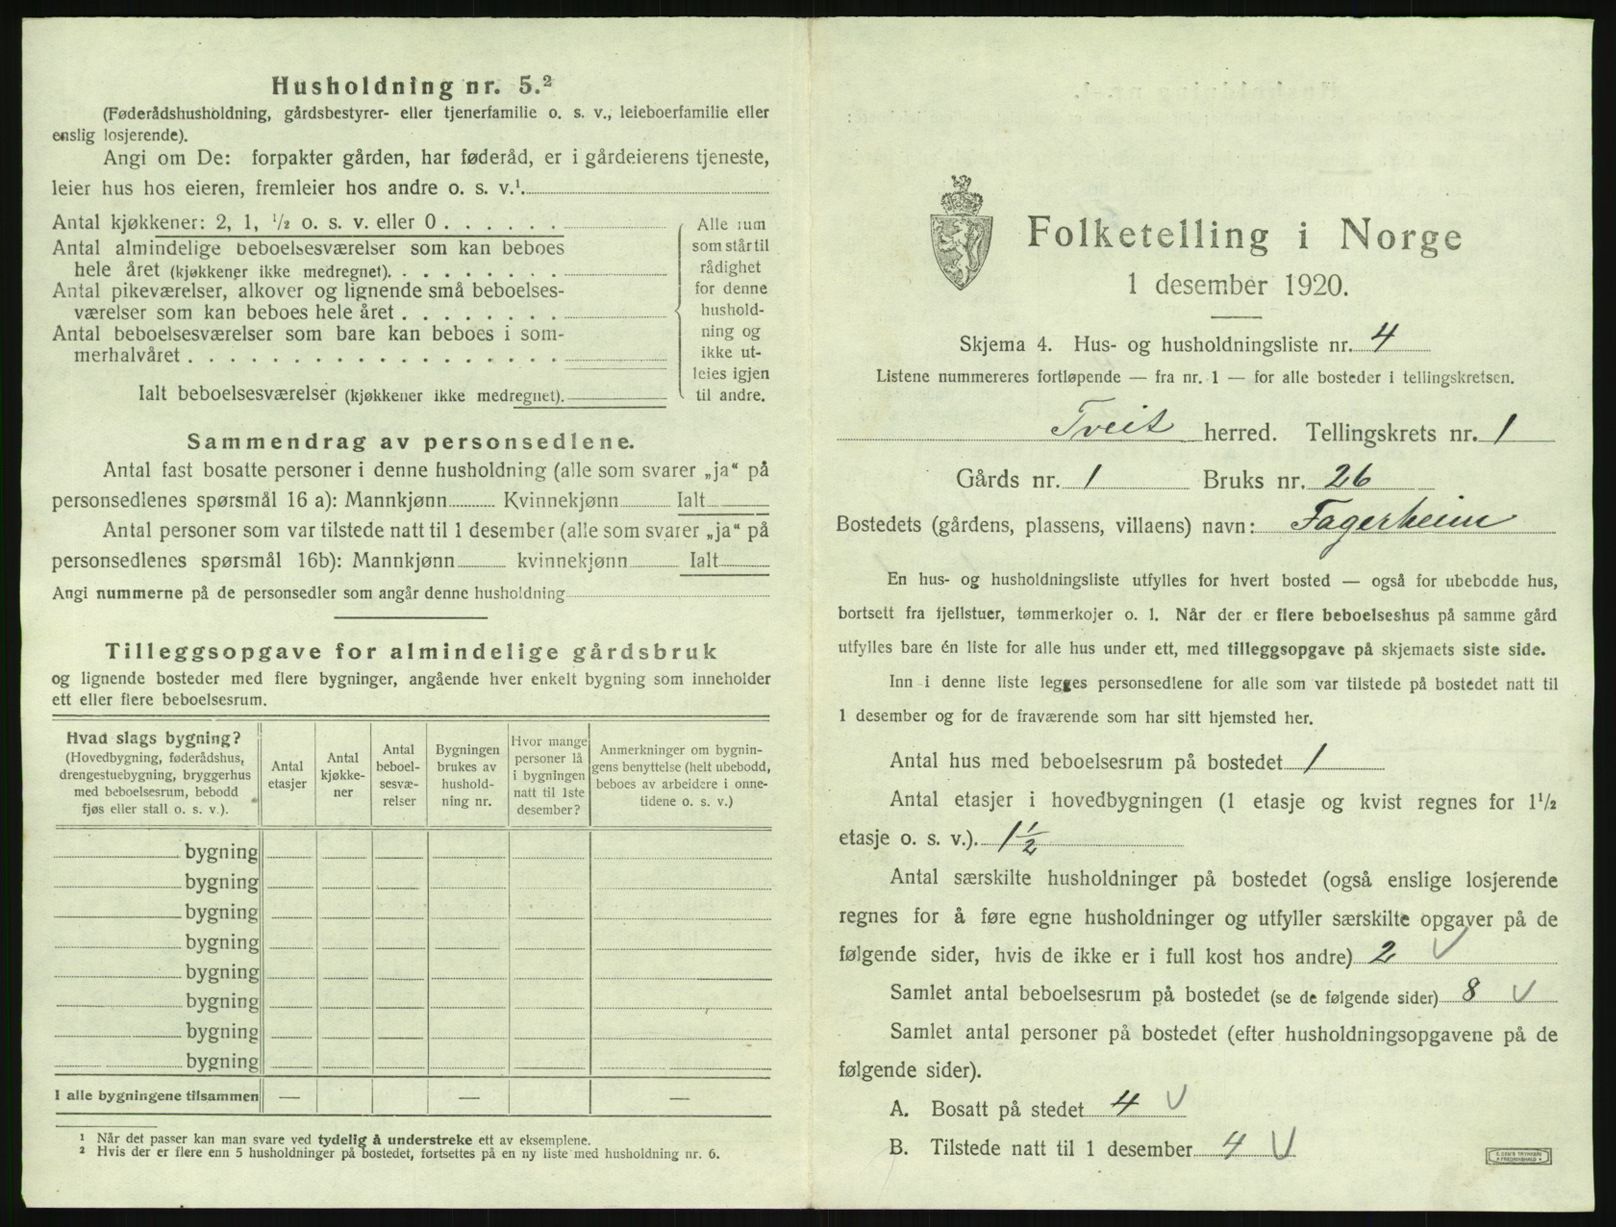 Husholdning nr. 5.²
(Føderådshusholdning, gårdsbestyrer- eller tjenerfamilie o. s. v., leieboerfamilie eller
enslig losjerende).
Angi om De: forpakter gården, har føderåd, er i gårdeierens tjeneste,
leier hus hos eieren, fremleier hos andre o. s. v.¹
Antal kjøkkener: 2, 1, ½ o. s. v. eller 0 . . . . . .
Antal almindelige beboelsesværelser som kan beboes
hele året (kjøkkener ikke medregnet). . . . . . . . .
Antal pikeværelser, alkover og lignende små beboelses-
værelser som kan beboes hele året . . . . . . . .
Antal beboelsesværelser som bare kan beboes i som-
merhalvåret . . . . . . . . . . . . . . . . . .
Ialt beboelsesværelser (kjøkkener ikke medregnet).
Alle rum
som står til
rådighet
for denne
hushold-
ning og
ikke ut-
leies igjen
til andre.
Sammendrag av personsedlene.
Antal fast bosatte personer i denne husholdning (alle som svarer „ja“ på
personsedlenes spørsmål 16 a): Mannkjønn Kvinnekjønn Ialt
Antal personer som var tilstede natt til 1 desember (alle som svarer „ja“ på
personsedlenes spørsmål 16b): Mannkjønn kvinnekjønn Ialt
Angi nummerne på de personsedler som angår denne husholdning
Tilleggsopgave for almindelige gårdsbruk
og lignende bosteder med flere bygninger, angående hver enkelt bygning som inneholder
ett eller flere beboelsesrum.
Hvad slags bygning?
(Hovedbygning, føderådshus,
drengestuebygning, bryggerhus
med beboelsesrum, bebodd
fjøs eller stall o. s. v.).
Antal
etasjer
Antal
kjøkke-
ner
Antal
beboel-
sesvæ-
relser
Bygningen
brukes av
hushold-
ning nr.
Hvor mange
personer lå
i bygningen
natt til 1ste
desember?
Anmerkninger om bygnin-
gens benyttelse (helt ubebodd,
beboes av arbeidere i onne-
tidene o. s. v.)
bygning
bygning
bygning
bygning
bygning
bygning
bygning
bygning
I alle bygningene tilsammen — — —
¹ Når det passer kan man svare ved tydelig å understreke ett av eksemplene.
² Hvis der er flere enn 5 husholdninger på bostedet, fortsettes på en ny liste med husholdning nr. 6.
Folketelling i Norge
1 desember 1920.
Skjema 4. Hus- og husholdningsliste nr. 4
Listene nummereres fortløpende — fra nr. 1 — for alle bosteder i tellingskretsen.
Tveit herred. Tellingskrets nr. 1
Gårds nr. 1 Bruks nr. 26
Bostedets (gårdens, plassens, villaens) navn: Fagerheim
En hus- og husholdningsliste utfylles for hvert bosted — også for ubebodde hus,
bortsett fra fjellstuer, tømmerkojer o. l. Når der er flere beboelseshus på samme gård
utfylles bare én liste for alle hus under ett, med tilleggsopgave på skjemaets siste side.
Inn i denne liste legges personsedlene for alle som var tilstede på bostedet natt til
1 desember og for de fraværende som har sitt hjemsted her.
Antal hus med beboelsesrum på bostedet 1
Antal etasjer i hovedbygningen (1 etasje og kvist regnes for 1½
etasje o. s. v.). 1½
Antal særskilte husholdninger på bostedet (også enslige losjerende
regnes for å føre egne husholdninger og utfyller særskilte opgaver på de
følgende sider, hvis de ikke er i full kost hos andre) 2
Samlet antal beboelsesrum på bostedet (se de følgende sider) 8
Samlet antal personer på bostedet (efter husholdningsopgavene på de
følgende sider).
A. Bosatt på stedet 4
B. Tilstede natt til 1 desember 4